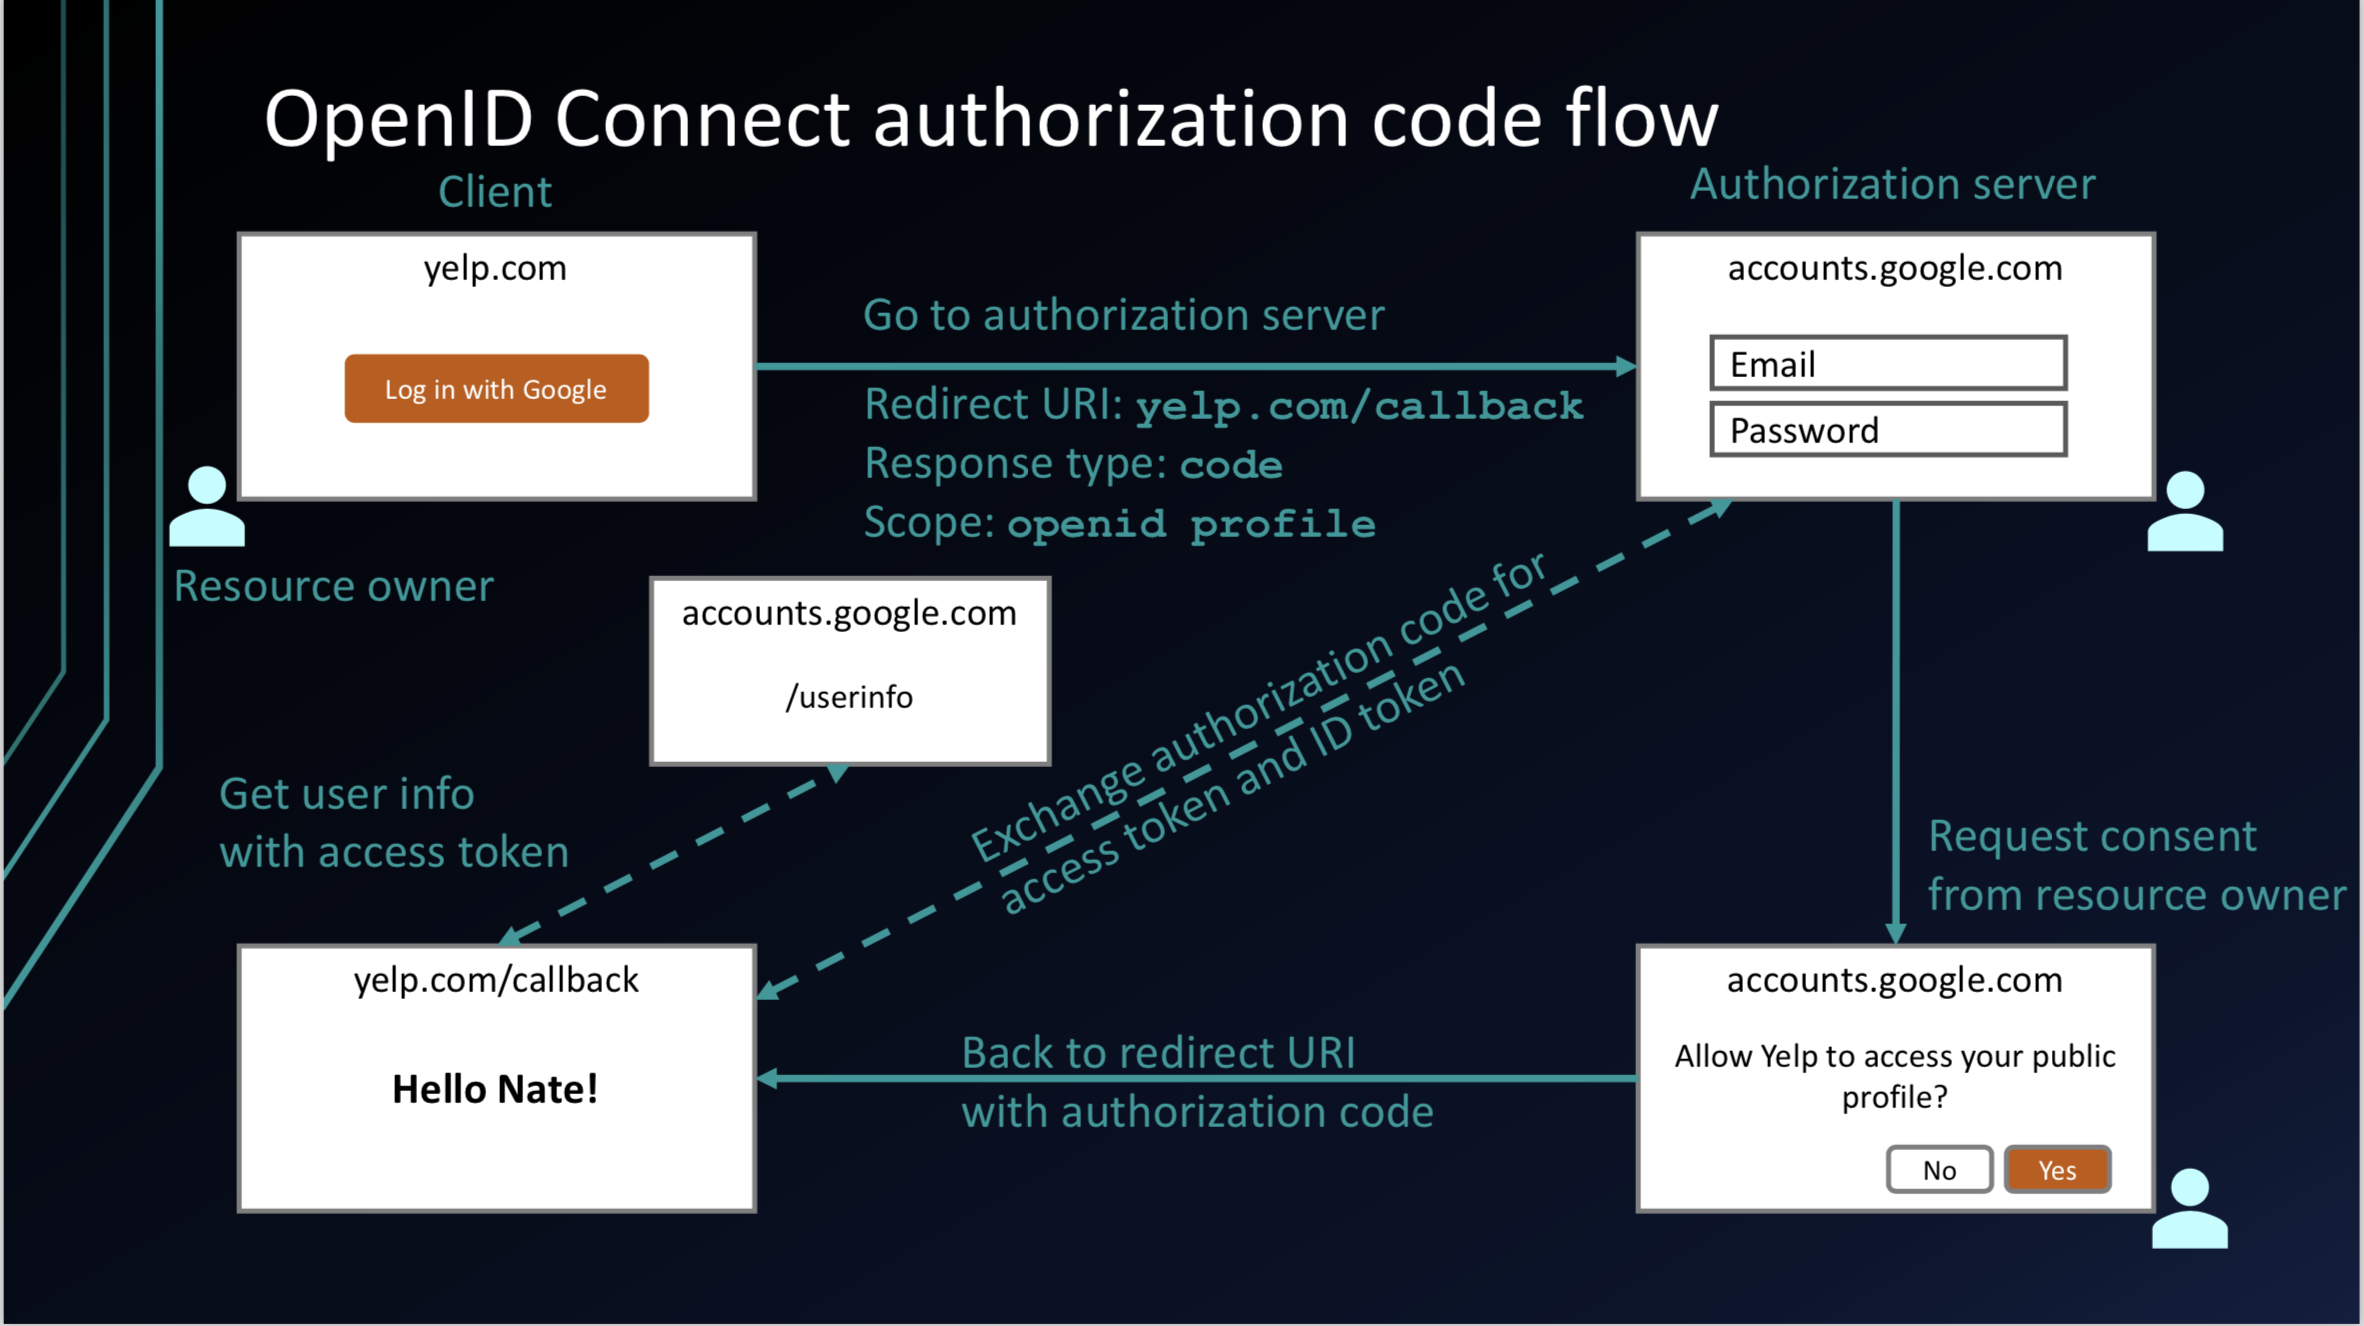 OpenID Connect authorization code flow
Client
Authorization server
yelp.com
Log in with Google
Resource owner
Go to authorization server
Redirect URI: yelp.com/callback
Response type: code
Scope: openid profile
accounts.google.com
Email
Password
accounts.google.com
/userinfo
Exchange authorization code for
access token and ID token
Get user info
with access token
Request consent
from resource owner
yelp.com/callback
Hello Nate!
Back to redirect URI
with authorization code
accounts.google.com
Allow Yelp to access your public
profile?
No
Yes